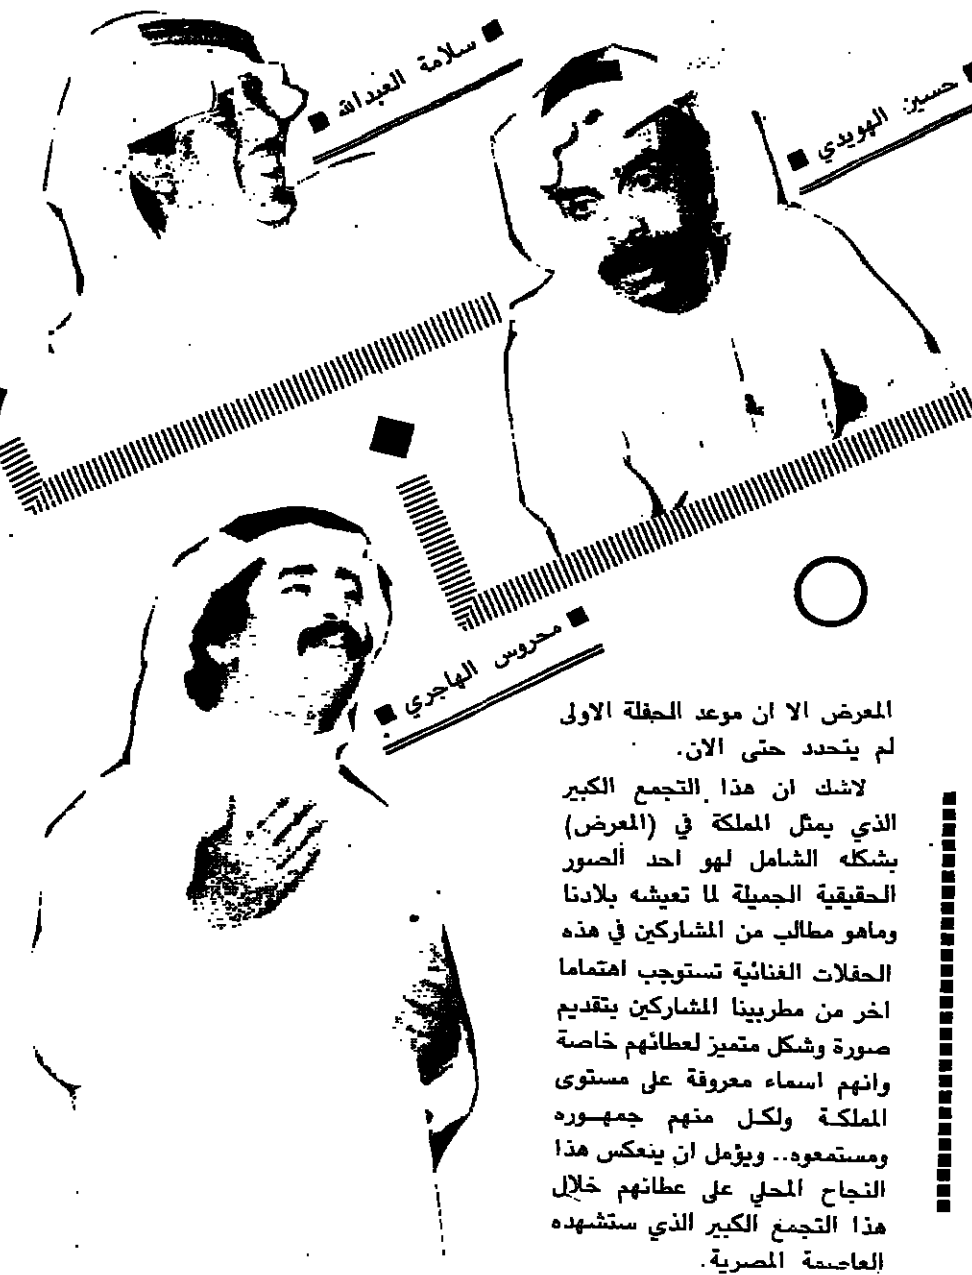 سلامة العبدالله
حسين الهويدي
محروس الهاجري
المعرض الا ان موعد الحفلة الاولى
لم يتحدد حتى الان.
لاشك ان هذا التجمع الكبير
الذي يمثل المملكة في (المعرض)
بشكله الشامل لهو احد الصور
الحقيقية الجميلة لما تعيشه بلادنا
وماهو مطالب من المشاركين في هذه
الحفلات الغنائية تستوجب اهتماما
اخر من مطربينا المشاركين بتقديم
صورة وشكل متميز لعطائهم خاصة
وانهم اسماء معروفة على مستوى
المملكة ولكل منهم جمهوره
ومستمعوه.. ويؤمل ان ينعكس هذا
النجاح المحلي على عطائهم خلال
هذا التجمع الكبير الذي ستشهده
العاصمة المصرية.